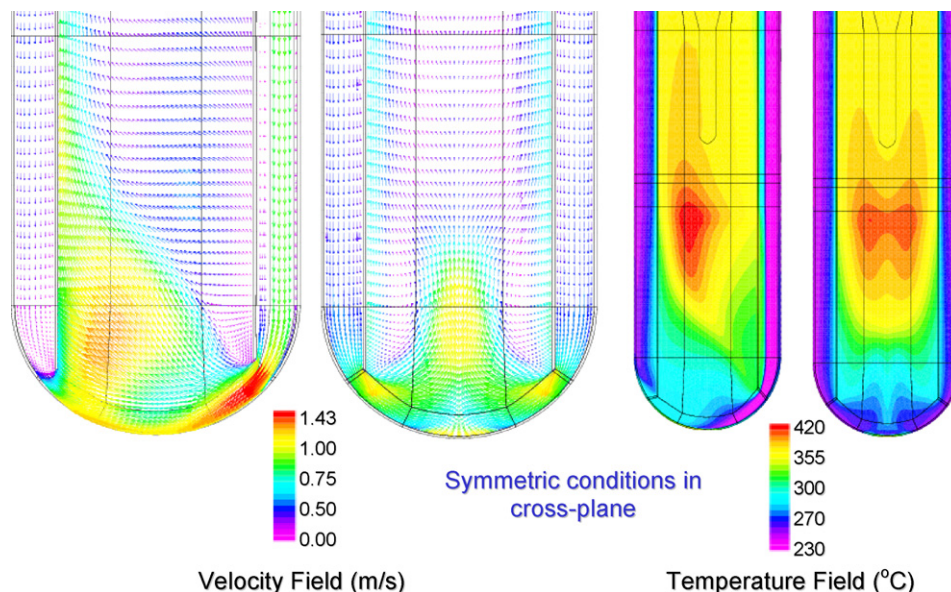 1.43
1.00
0.75
0.50
0.00
Symmetric conditions in
cross-plane
420
355
300
270
230
Velocity Field (m/s)
Temperature Field (°C)